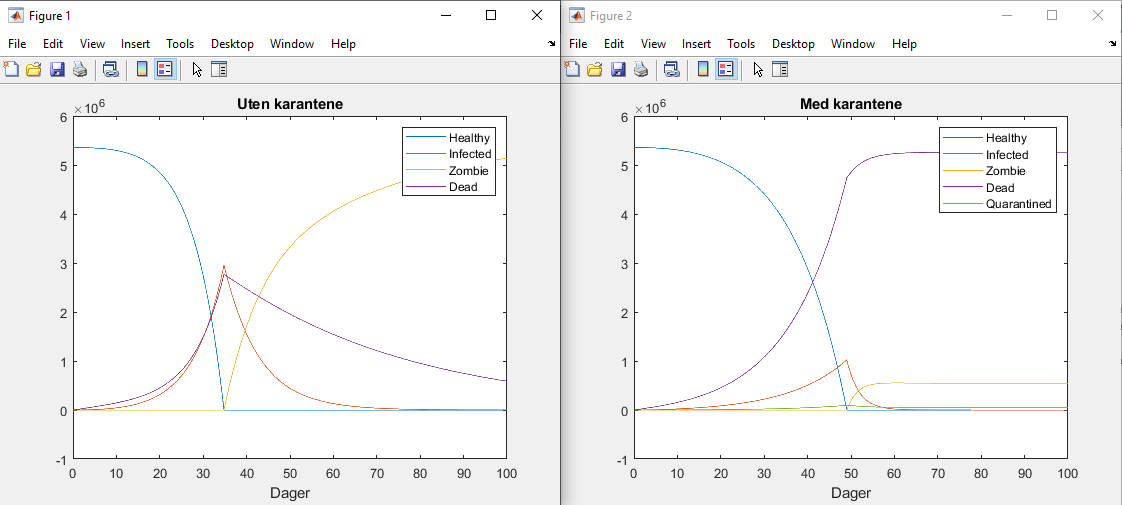 Figure 1
File Edit View Insert Tools Desktop Window Help
Uten karantene
×10^6
6
5
4
3
2
1
0
-1
0 10 20 30 40 50 60 70 80 90 100
Dager
Healthy
Infected
Zombie
Dead
Figure 2
File Edit View Insert Tools Desktop Window Help
Med karantene
×10^6
6
5
4
3
2
1
0
-1
0 10 20 30 40 50 60 70 80 90 100
Dager
Healthy
Infected
Zombie
Dead
Quarantined